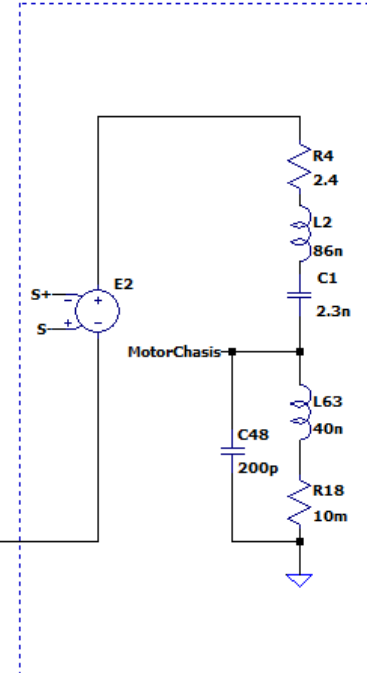 R4
2.4
L2
86n
C1
2.3n
S+
E2
S-
MotorChasis
L63
40n
C48
200p
R18
10m